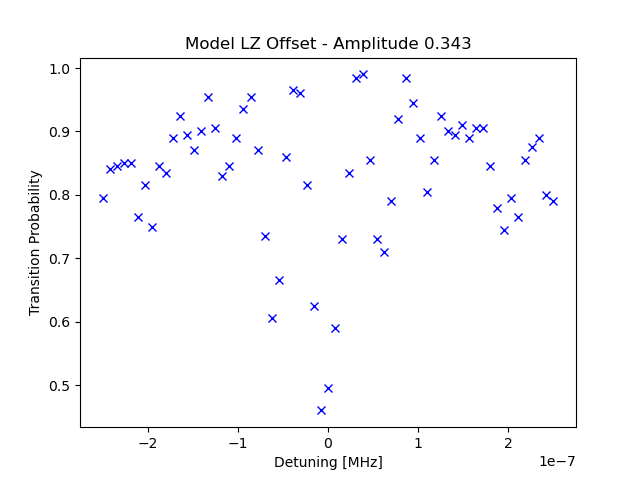 Model LZ Offset - Amplitude 0.343
1.0
0.9
0.8
0.7
0.6
0.5
Transition Probability
−2 −1 0 1 2
1e−7
Detuning [MHz]